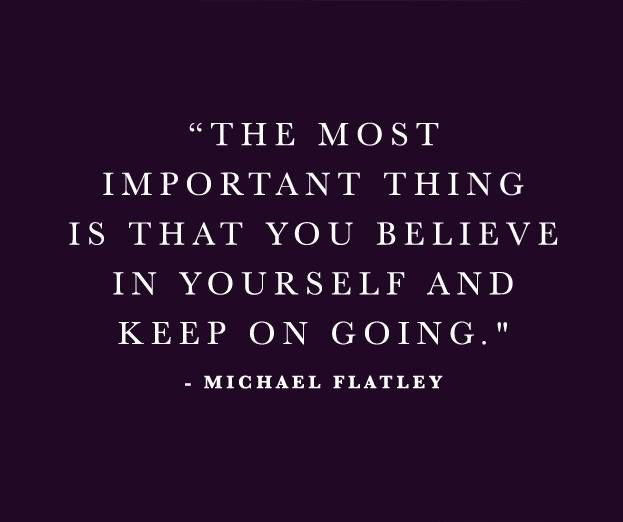 “THE MOST
IMPORTANT THING
IS THAT YOU BELIEVE
IN YOURSELF AND
KEEP ON GOING."
- MICHAEL FLATLEY